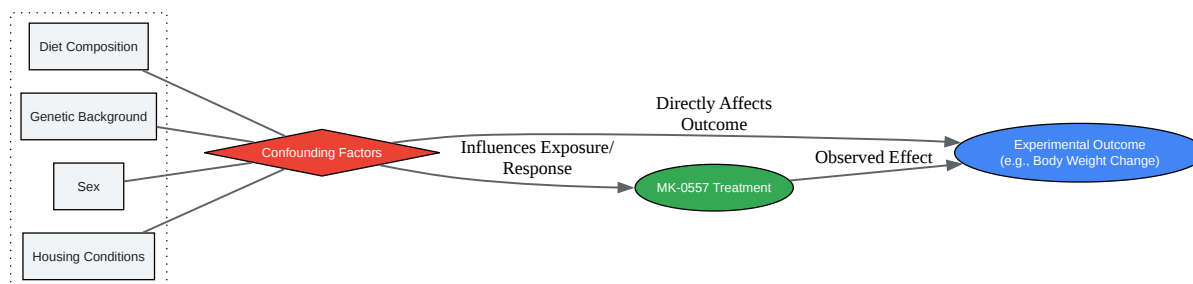 Diet Composition
Genetic Background
Sex
Housing Conditions
Confounding Factors
Directly Affects
Outcome
Influences Exposure/
Response
MK-0557 Treatment
Observed Effect
Experimental Outcome
(e.g., Body Weight Change)